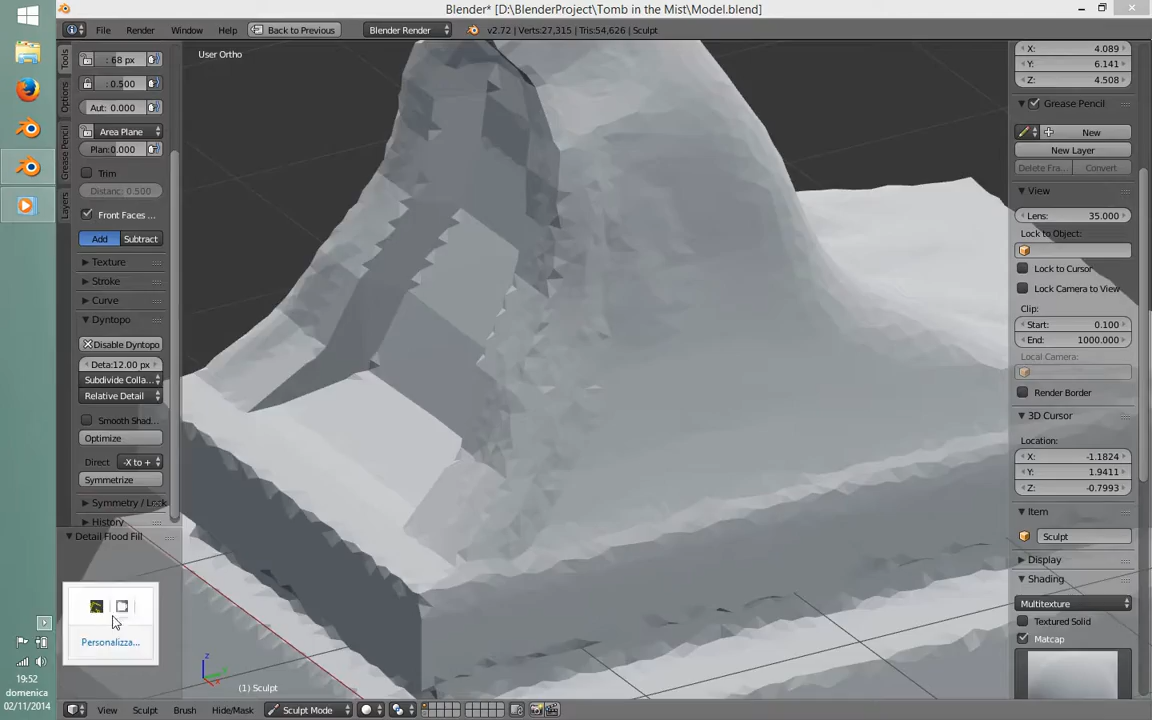 Blender* [D:\BlenderProject\Tomb in the Mist\Model.blend]
File Render Window Help Back to Previous Blender Render v2.72 | Verts:27,315 | Tris:54,626 | Sculpt
Tools
Options
Grease Pencil
Layers
: 68 px
: 0.500
Aut: 0.000
Area Plane
Plan:0.000
Trim
Distanc: 0.500
Front Faces ...
Add Subtract
Texture
Stroke
Curve
Dyntopo
Disable Dyntopo
Deta:12.00 px
Subdivide Colla...
Relative Detail
Smooth Shad...
Optimize
Direct -X to +
Symmetrize
Symmetry / Lock
History
Detail Flood Fill
Personalizza...
19:52
domenica
02/11/2014
User Ortho
z
(1) Sculpt
View Sculpt Brush Hide/Mask Sculpt Mode
X: 4.089
Y: 6.141
Z: 4.508
Grease Pencil
New
New Layer
Delete Fra... Convert
View
Lens: 35.000
Lock to Object:
Lock to Cursor
Lock Camera to View
Clip:
Start: 0.100
End: 1000.000
Local Camera:
Render Border
3D Cursor
Location:
X: -1.1824
Y: 1.9411
Z: -0.7993
Item
Sculpt
Display
Shading
Multitexture
Textured Solid
Matcap